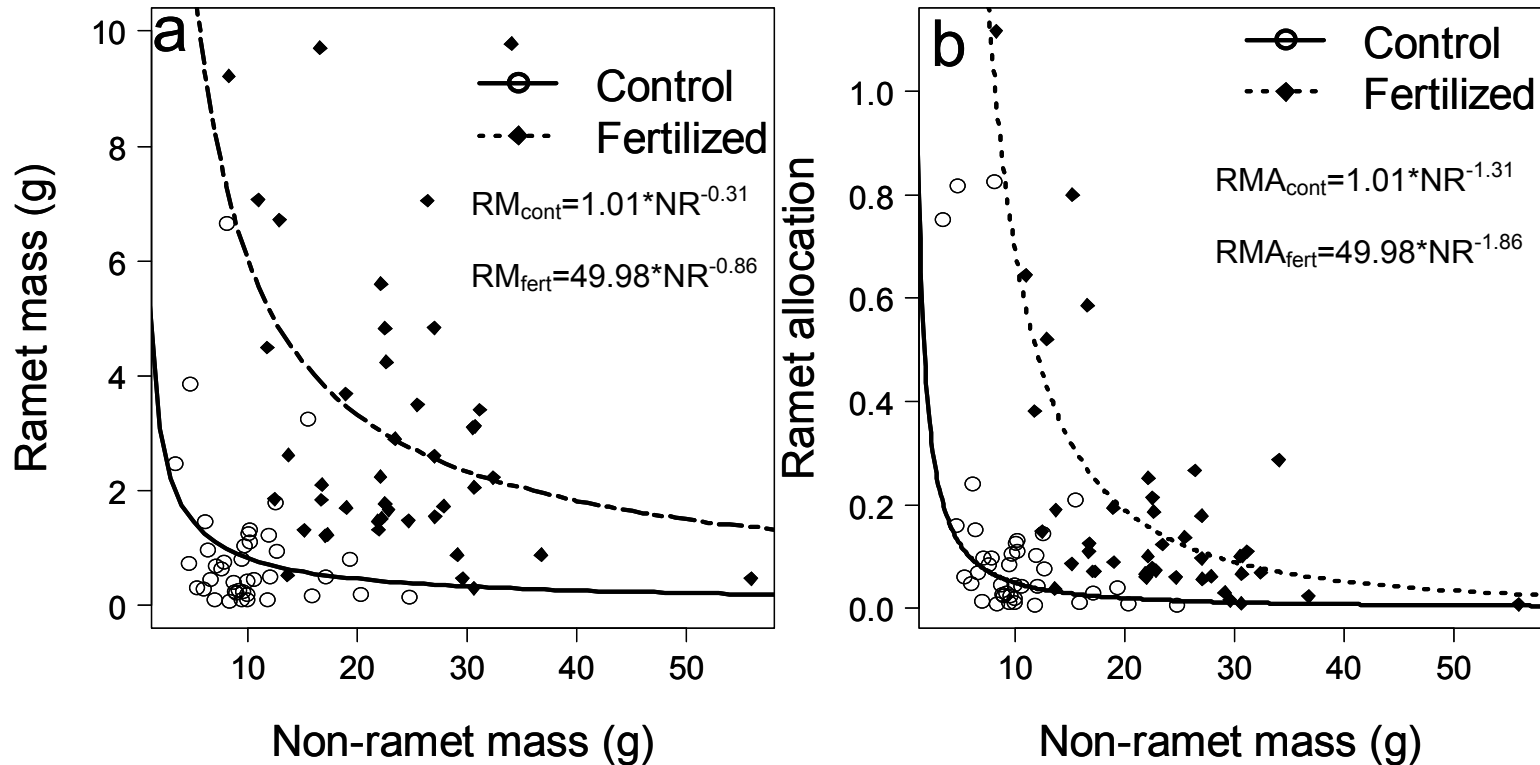 a
Control
Fertilized
RMcont=1.01*NR-0.31
RMfert=49.98*NR-0.86
10
8
6
4
2
0
Ramet mass (g)
10 20 30 40 50
Non-ramet mass (g)
b
Control
Fertilized
RMAcont=1.01*NR-1.31
RMAfert=49.98*NR-1.86
1.0
0.8
0.6
0.4
0.2
0.0
Ramet allocation
10 20 30 40 50
Non-ramet mass (g)